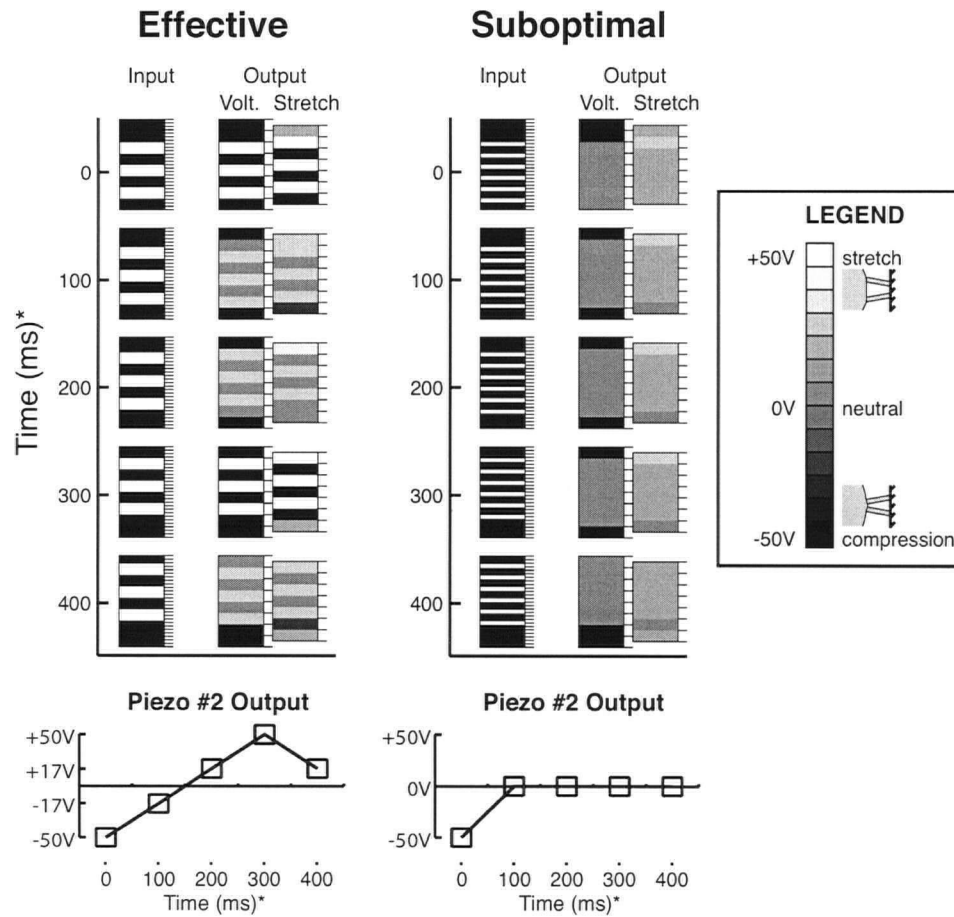 Effective
Suboptimal
Input
Output
Volt.
Stretch
Input
Output
Volt.
Stretch
Time (ms)*
0
100
200
300
400
0
100
200
300
400
LEGEND
+50V
stretch
0V
neutral
-50V
compression
Piezo #2 Output
+50V
+17V
-17V
-50V
0
100
200
300
400
Time (ms)*
Piezo #2 Output
+50V
0V
-50V
0
100
200
300
400
Time (ms)*